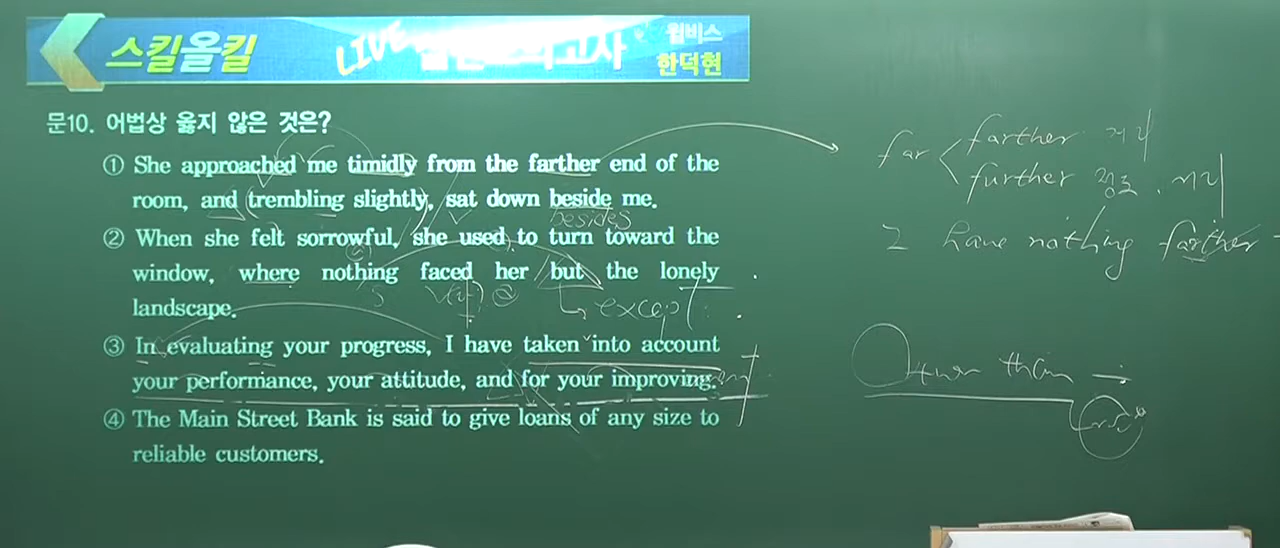 스킬올킬
LIVE 모의고사
윌비스
한덕현
문10. 어법상 옳지 않은 것은?
① She approached me timidly from the farther end of the
room, and trembling slightly, sat down beside me.
besides
② When she felt sorrowful, she used to turn toward the
window, where nothing faced her but the lonely
landscape.
except
③ In evaluating your progress, I have taken into account
your performance, your attitude, and for your improving.
④ The Main Street Bank is said to give loans of any size to
reliable customers.
far
farther 거리
further 정도, 거리
I have nothing farther